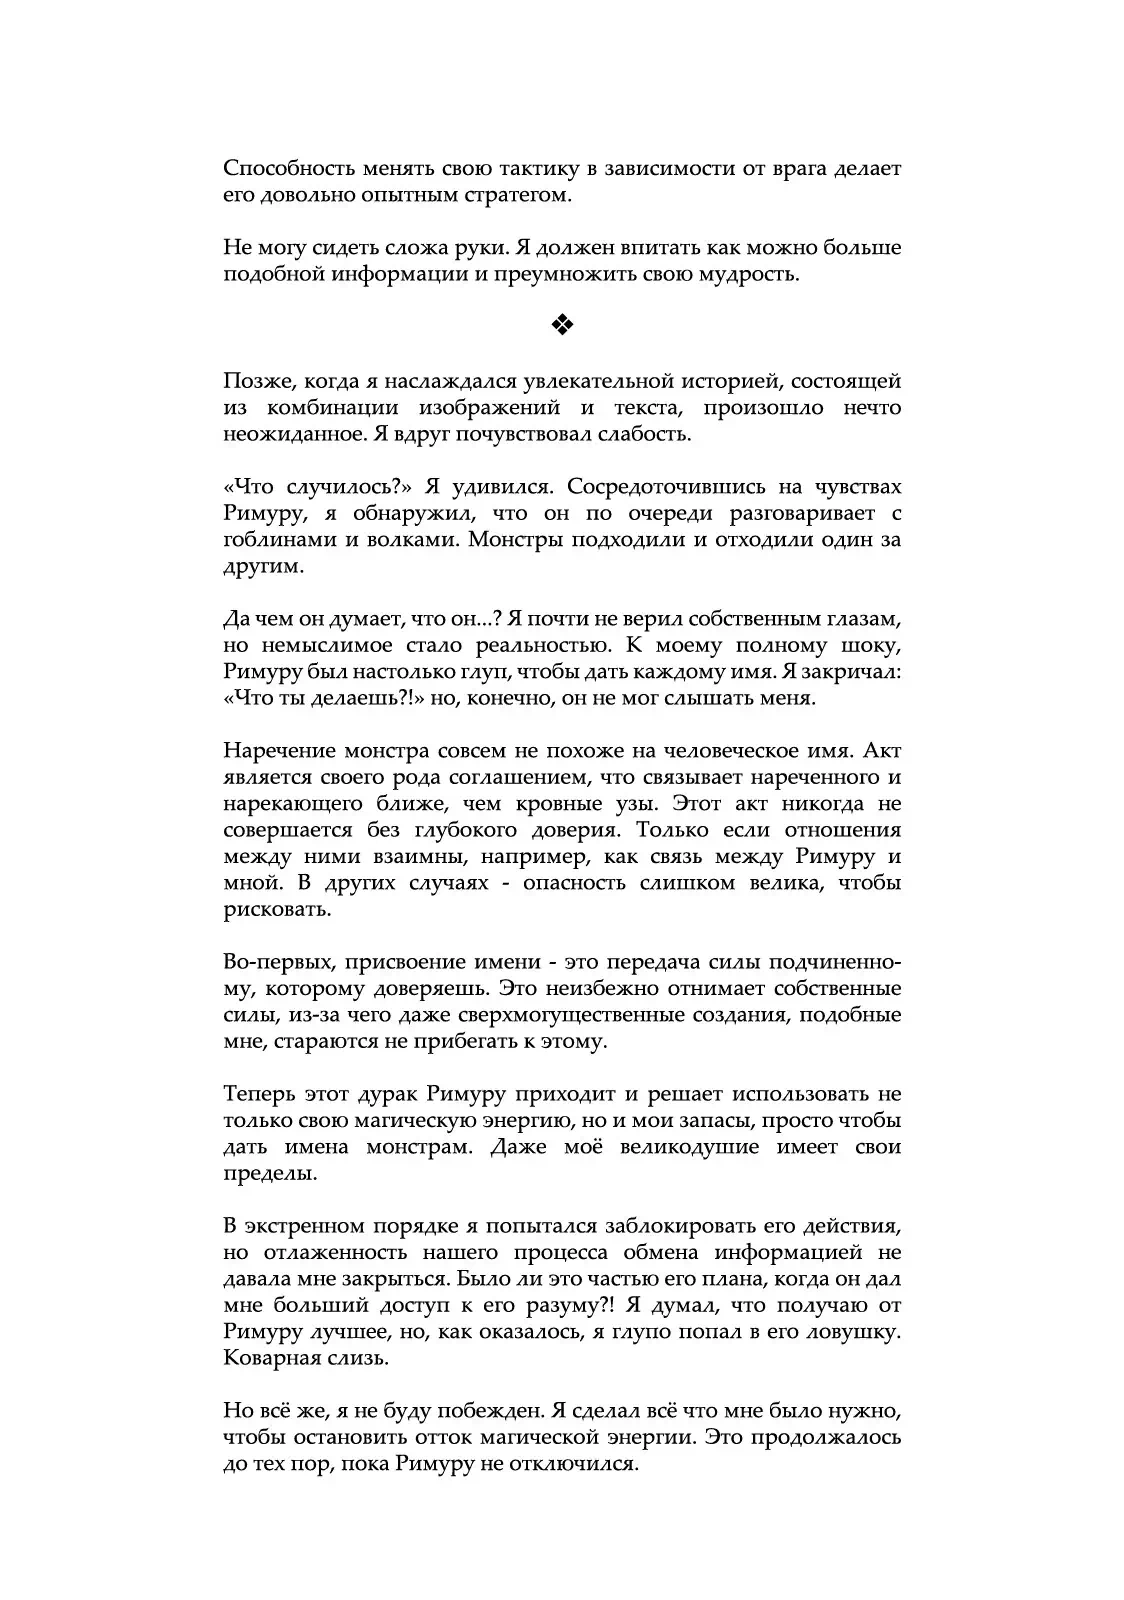 Способность менять свою тактику в зависимости от врага делает
его довольно опытным стратегом.
Не могу сидеть сложа руки. Я должен впитать как можно больше
подобной информации и преумножить свою мудрость.
❖
Позже, когда я наслаждался увлекательной историей, состоящей
из комбинации изображений и текста, произошло нечто
неожиданное. Я вдруг почувствовал слабость.
«Что случилось?» Я удивился. Сосредоточившись на чувствах
Римуру, я обнаружил, что он по очереди разговаривает с
гоблинами и волками. Монстры подходили и отходили один за
другим.
Да чем он думает, что он...? Я почти не верил собственным глазам,
но немыслимое стало реальностью. К моему полному шоку,
Римуру был настолько глуп, чтобы дать каждому имя. Я закричал:
«Что ты делаешь?!» но, конечно, он не мог слышать меня.
Наречение монстра совсем не похоже на человеческое имя. Акт
является своего рода соглашением, что связывает нареченного и
нарекающего ближе, чем кровные узы. Этот акт никогда не
совершается без глубокого доверия. Только если отношения
между ними взаимны, например, как связь между Римуру и
мной. В других случаях - опасность слишком велика, чтобы
рисковать.
Во-первых, присвоение имени - это передача силы подчиненно-
му, которому доверяешь. Это неизбежно отнимает собственные
силы, из-за чего даже сверхмогущественные создания, подобные
мне, стараются не прибегать к этому.
Теперь этот дурак Римуру приходит и решает использовать не
только свою магическую энергию, но и мои запасы, просто чтобы
дать имена монстрам. Даже моё великодушие имеет свои
пределы.
В экстренном порядке я попытался заблокировать его действия,
но отлаженность нашего процесса обмена информацией не
давала мне закрыться. Было ли это частью его плана, когда он дал
мне больший доступ к его разуму?! Я думал, что получаю от
Римуру лучшее, но, как оказалось, я глупо попал в его ловушку.
Коварная слизь.
Но всё же, я не буду побежден. Я сделал всё что мне было нужно,
чтобы остановить отток магической энергии. Это продолжалось
до тех пор, пока Римуру не отключился.